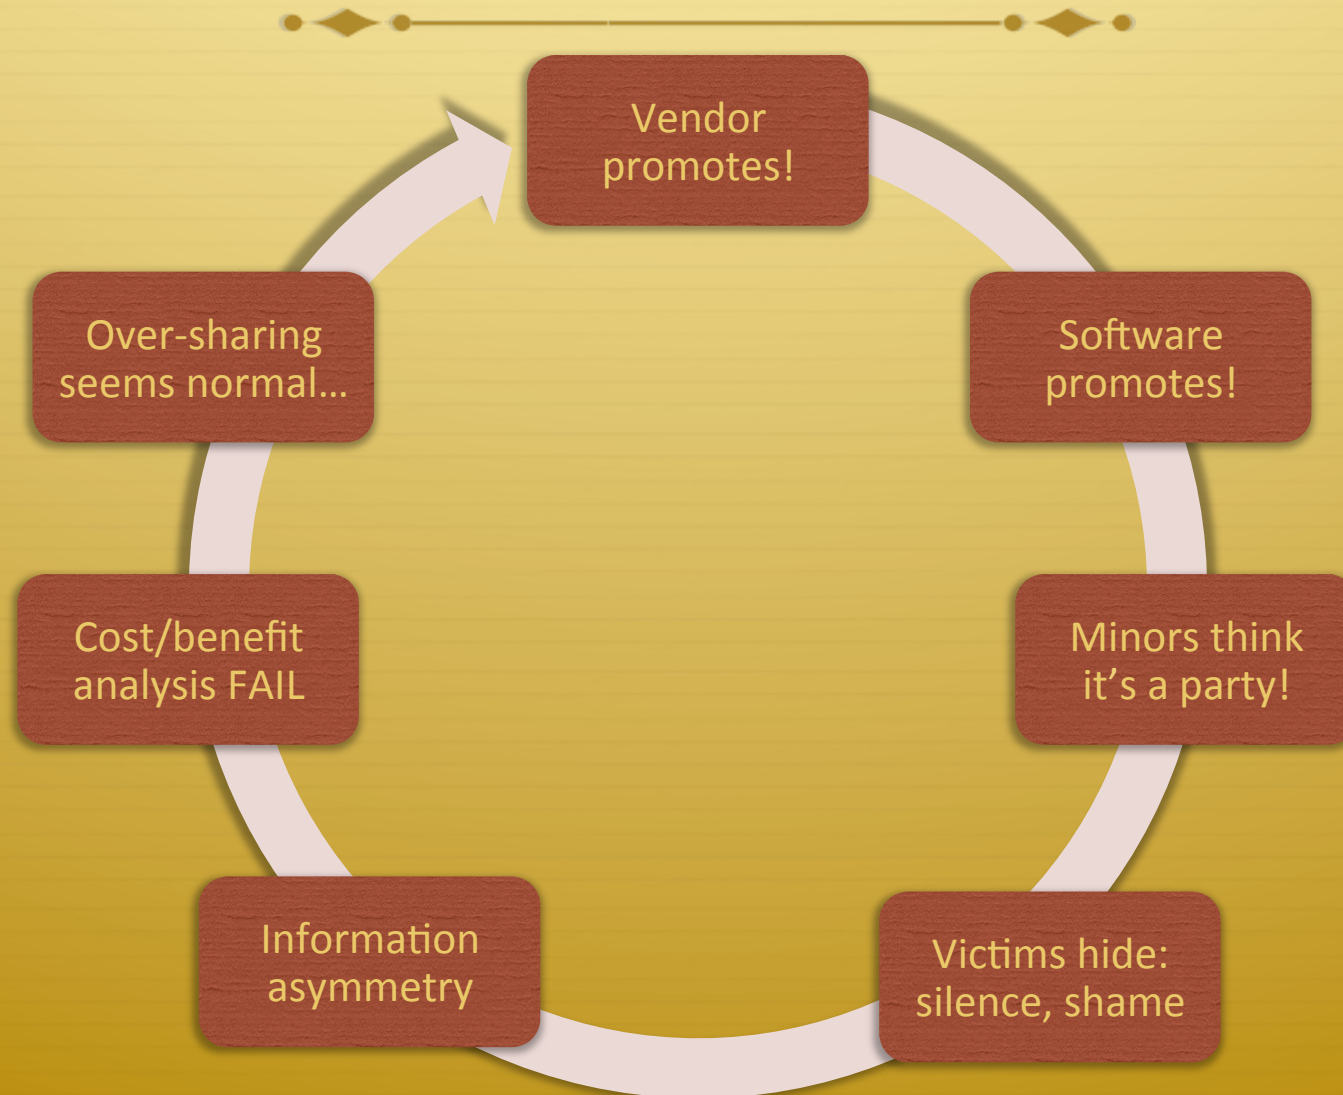 Vendor
promotes!
Software
promotes!
Minors think
it’s a party!
Victims hide:
silence, shame
Information
asymmetry
Cost/benefit
analysis FAIL
Over-sharing
seems normal…